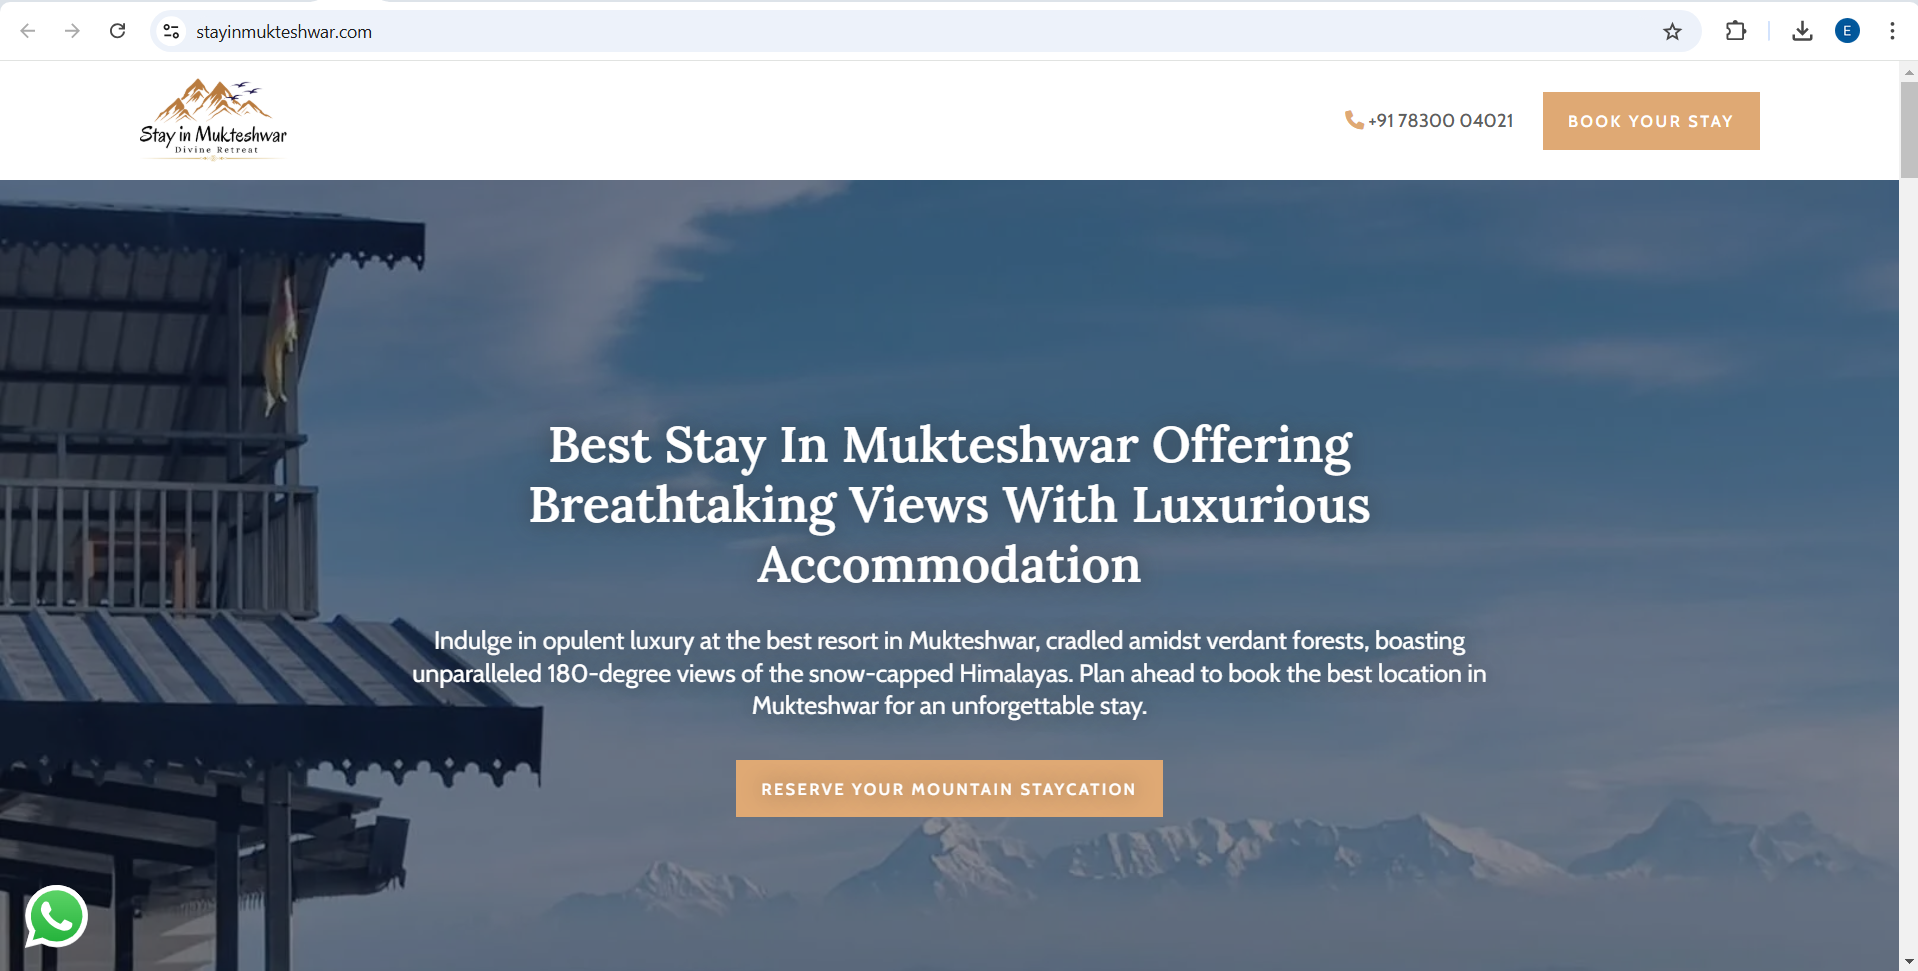 stayinmukteshwar.com
E
Stay in Mukteshwar
Divine Retreat
+91 78300 04021
BOOK YOUR STAY
Best Stay In Mukteshwar Offering
Breathtaking Views With Luxurious
Accommodation
Indulge in opulent luxury at the best resort in Mukteshwar, cradled amidst verdant forests, boasting
unparalleled 180-degree views of the snow-capped Himalayas. Plan ahead to book the best location in
Mukteshwar for an unforgettable stay.
RESERVE YOUR MOUNTAIN STAYCATION